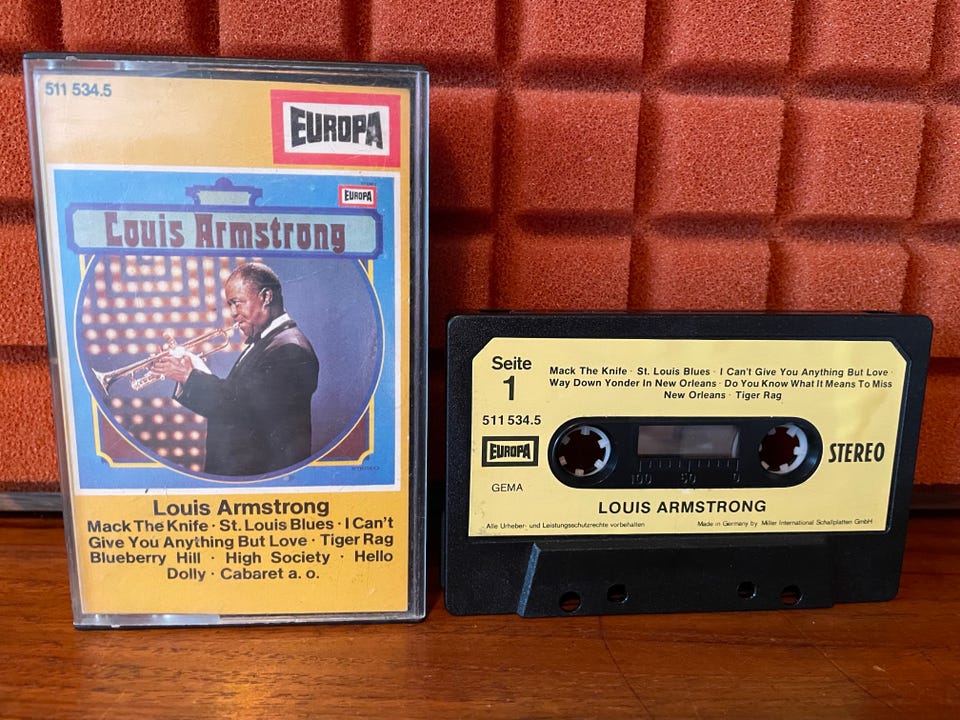 511 534.5
EUROPA
EUROPA
Louis Armstrong
Louis Armstrong
Mack The Knife · St. Louis Blues · I Can't
Give You Anything But Love · Tiger Rag
Blueberry Hill · High Society · Hello
Dolly · Cabaret a. o.
Seite
1
Mack The Knife · St. Louis Blues · I Can't Give You Anything But Love ·
Way Down Yonder In New Orleans · Do You Know What It Means To Miss
New Orleans · Tiger Rag
511 534.5
EUROPA
STEREO
100 50 0
GEMA
LOUIS ARMSTRONG
Alle Urheber- und Leistungsschutzrechte vorbehalten
Made in Germany by Miller International Schallplatten GmbH